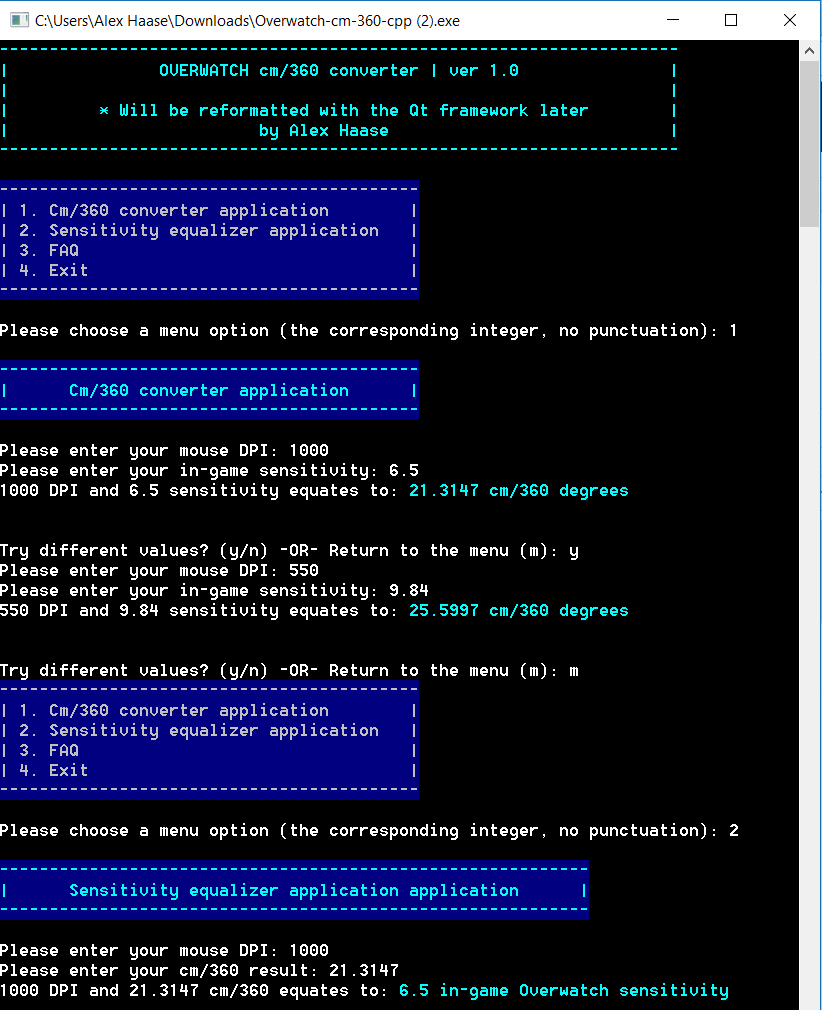 C:\Users\Alex Haase\Downloads\Overwatch-cm-360-cpp (2).exe
--------------------------------------------------------------------
| OVERWATCH cm/360 converter | ver 1.0 |
| |
| * Will be reformatted with the Qt framework later |
| by Alex Haase |
--------------------------------------------------------------------
------------------------------------------
| 1. Cm/360 converter application |
| 2. Sensitivity equalizer application |
| 3. FAQ |
| 4. Exit |
------------------------------------------
Please choose a menu option (the corresponding integer, no punctuation): 1
------------------------------------------
| Cm/360 converter application |
------------------------------------------
Please enter your mouse DPI: 1000
Please enter your in-game sensitivity: 6.5
1000 DPI and 6.5 sensitivity equates to: 21.3147 cm/360 degrees
Try different values? (y/n) -OR- Return to the menu (m): y
Please enter your mouse DPI: 550
Please enter your in-game sensitivity: 9.84
550 DPI and 9.84 sensitivity equates to: 25.5997 cm/360 degrees
Try different values? (y/n) -OR- Return to the menu (m): m
------------------------------------------
| 1. Cm/360 converter application |
| 2. Sensitivity equalizer application |
| 3. FAQ |
| 4. Exit |
------------------------------------------
Please choose a menu option (the corresponding integer, no punctuation): 2
-----------------------------------------------------------
| Sensitivity equalizer application application |
-----------------------------------------------------------
Please enter your mouse DPI: 1000
Please enter your cm/360 result: 21.3147
1000 DPI and 21.3147 cm/360 equates to: 6.5 in-game Overwatch sensitivity